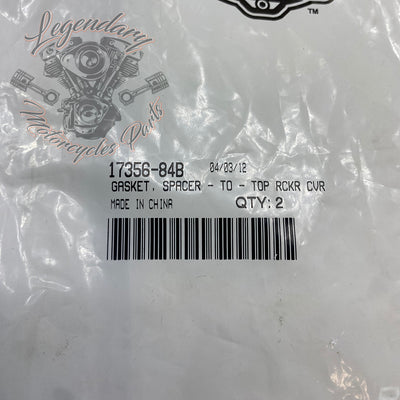 Legendary
Motorcycles Parts
TM
17356-84B 04/03/12
GASKET, SPACER - TO - TOP RCKR CVR
MADE IN CHINA QTY: 2